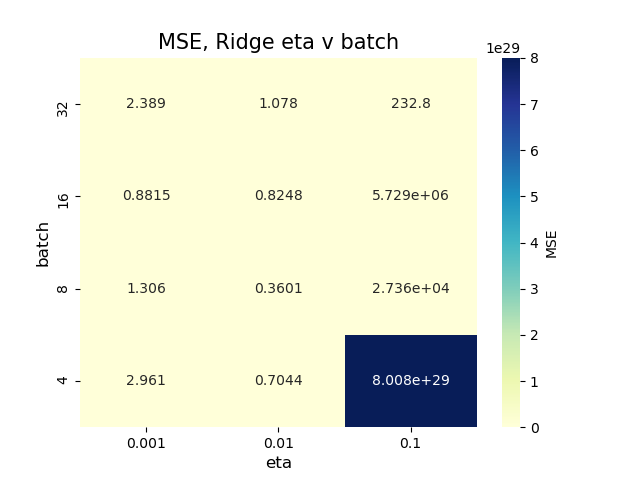 MSE, Ridge eta v batch
1e29
32 2.389 1.078 232.8
16 0.8815 0.8248 5.729e+06
8 1.306 0.3601 2.736e+04
4 2.961 0.7044 8.008e+29
0.001 0.01 0.1
eta
batch
8
7
6
5
4
3
2
1
0
MSE